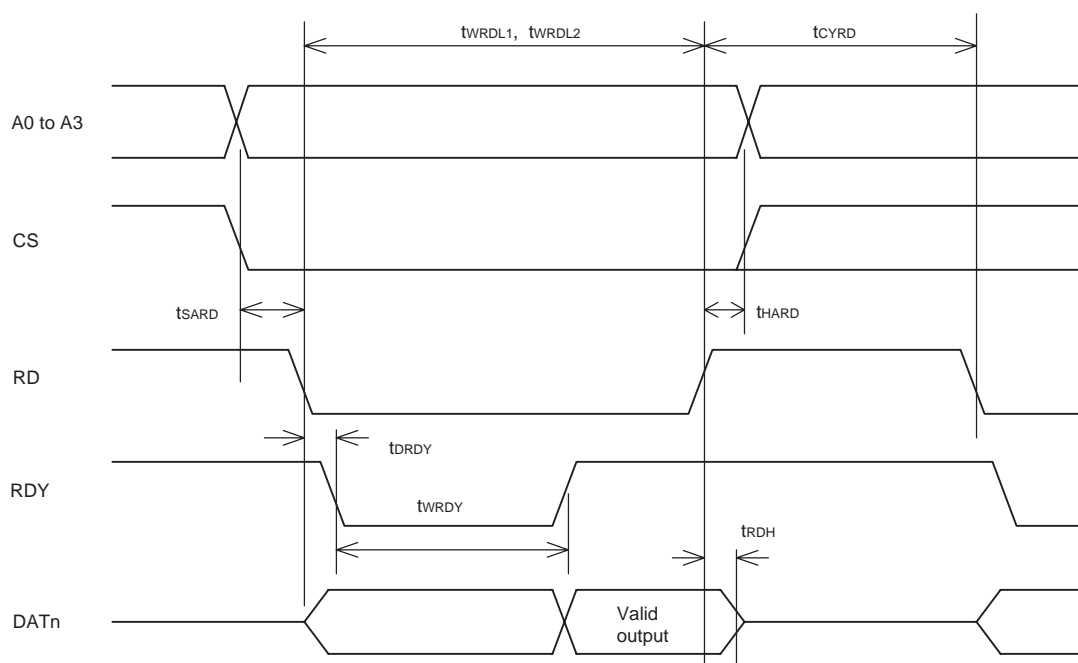 tWRDL1, tWRDL2
tCYRD
A0 to A3
CS
tSARD
tHARD
RD
tDRDY
RDY
tWRDY
tRDH
DATn
Valid
output